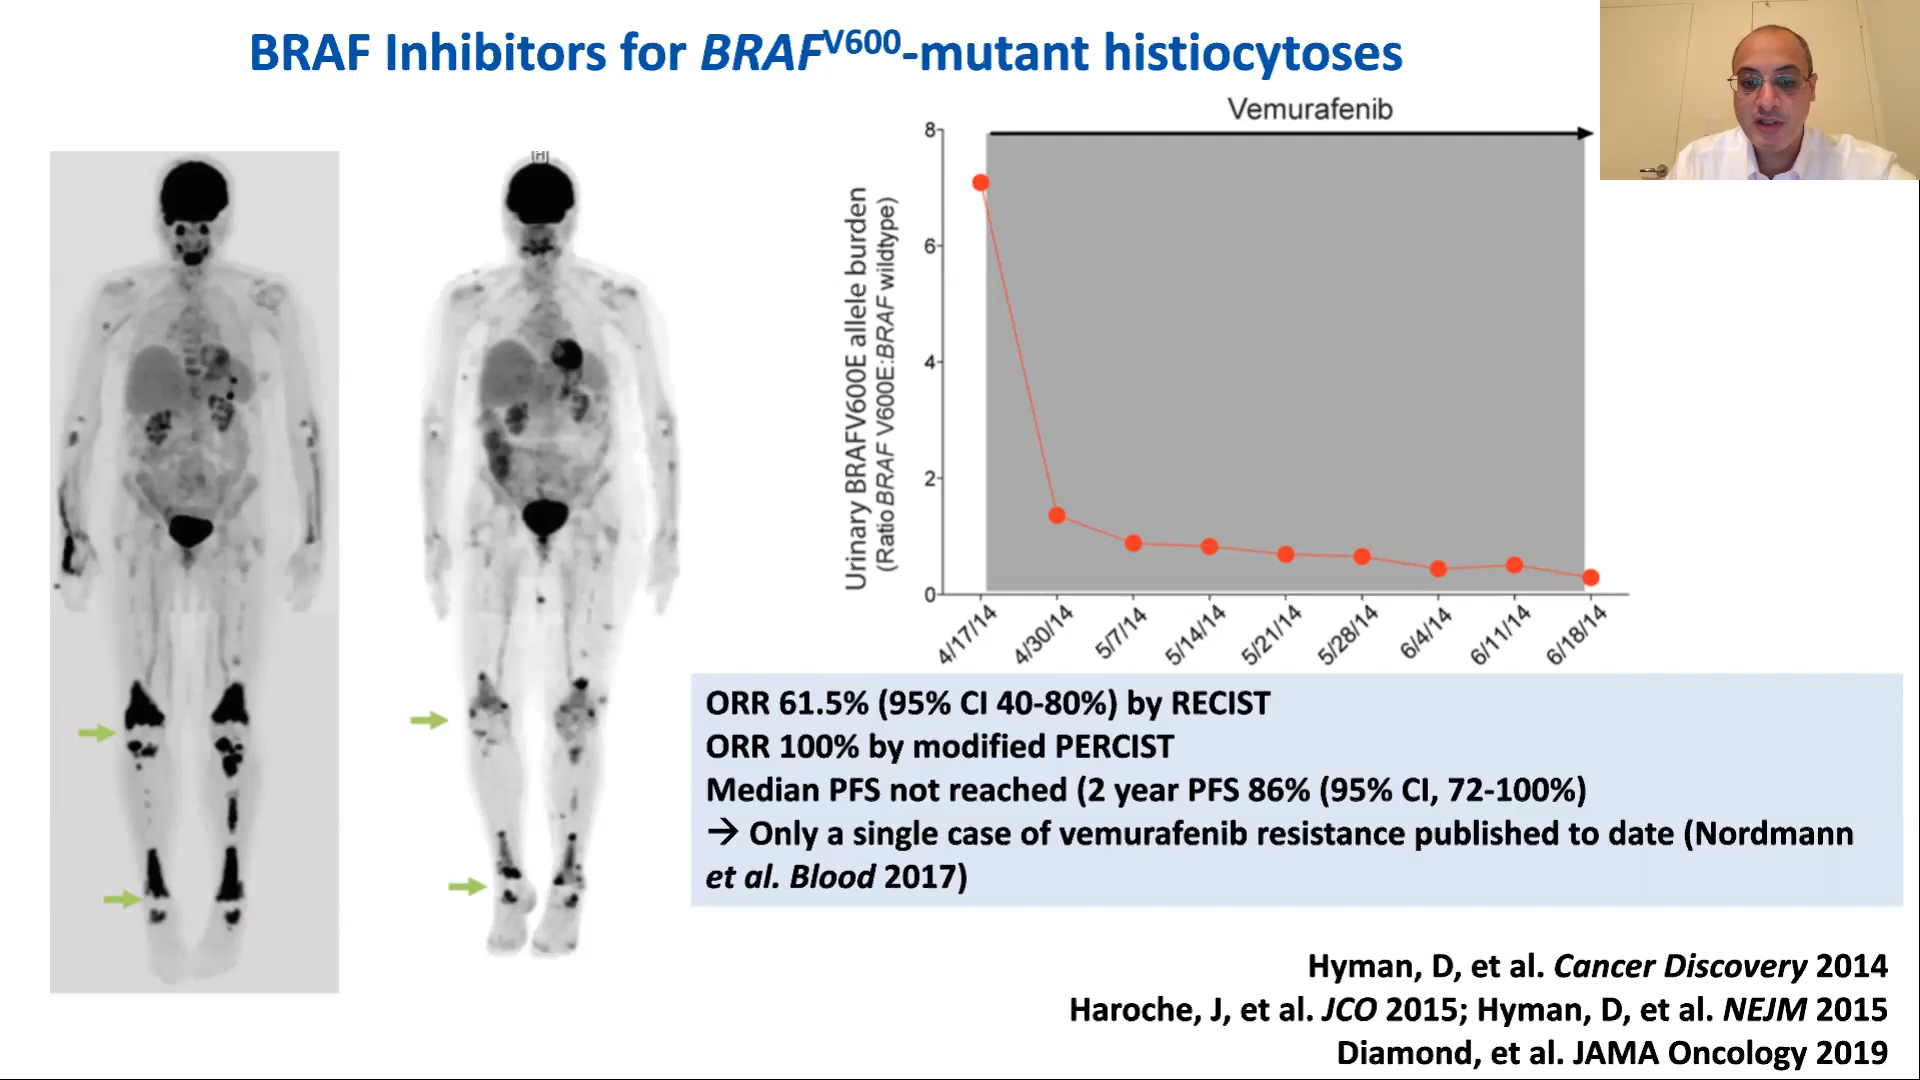 BRAF Inhibitors for BRAFV600-mutant histiocytoses
[H]
Vemurafenib
Urinary BRAFV600E allele burden
(Ratio BRAF V600E:BRAF wildtype)
8
6
4
2
0
4/17/14
4/30/14
5/7/14
5/14/14
5/21/14
5/28/14
6/4/14
6/11/14
6/18/14
ORR 61.5% (95% CI 40-80%) by RECIST
ORR 100% by modified PERCIST
Median PFS not reached (2 year PFS 86% (95% CI, 72-100%)
→ Only a single case of vemurafenib resistance published to date (Nordmann
et al. Blood 2017)
Hyman, D, et al. Cancer Discovery 2014
Haroche, J, et al. JCO 2015; Hyman, D, et al. NEJM 2015
Diamond, et al. JAMA Oncology 2019